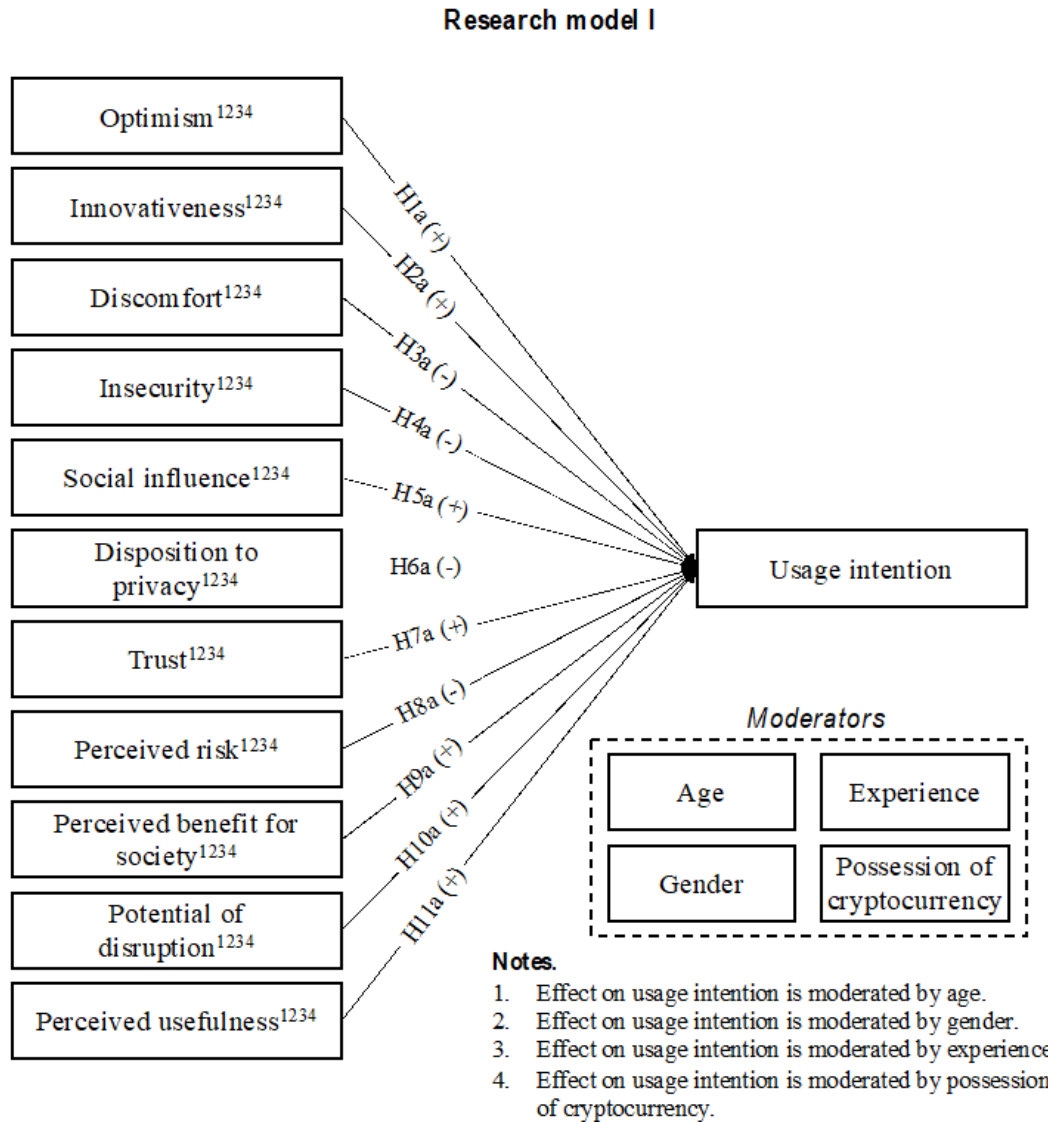 Research model I
Optimism1234
Innovativeness1234
Discomfort1234
Insecurity1234
Social influence1234
Disposition to
privacy1234
Trust1234
Perceived risk1234
Perceived benefit for
society1234
Potential of
disruption1234
Perceived usefulness1234
H1a (+)
H2a (+)
H3a (-)
H4a (-)
H5a (+)
H6a (-)
H7a (+)
H8a (-)
H9a (+)
H10a (+)
H11a (+)
Usage intention
Moderators
Age
Experience
Gender
Possession of
cryptocurrency
Notes.
1. Effect on usage intention is moderated by age.
2. Effect on usage intention is moderated by gender.
3. Effect on usage intention is moderated by experience
4. Effect on usage intention is moderated by possession
of cryptocurrency.